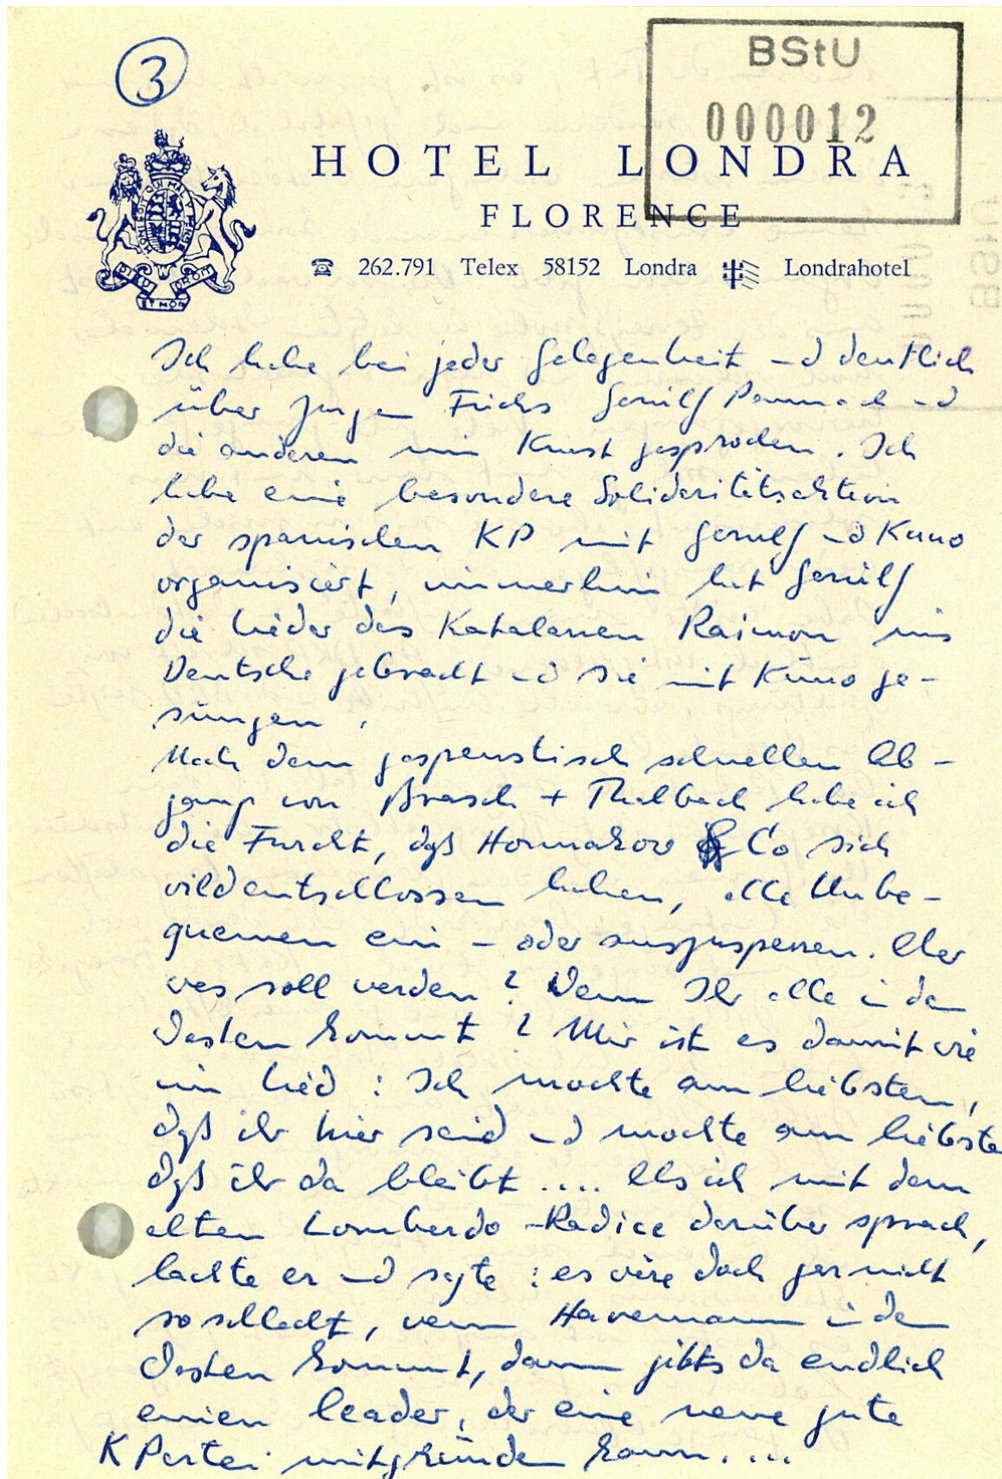 3
BStU
000012
HOTEL LONDRA
FLORENCE
262.791 Telex 58152 Londra Londrahotel
Ich habe bei jeder Gelegenheit und deutlich
über Jürgen Fuchs Gerulf Pannach und
die anderen um Kunst gesprochen. Ich
habe eine besondere Solidaritätsaktion
der spanischen KP mit Gerulf und Kuno
organisiert, immerhin hat Gerulf
die Lieder des Katalanen Raimon ins
Deutsche gebracht und sie mit Kuno ge-
sungen.
Nach dem gespenstisch schnellen Ab-
gang von Brasch + Thalbach habe ich
die Furcht, daß & Co sich
wildentschlossen haben, alle Unbe-
quemen ein- oder auszusperren. Aber
was soll werden? Wenn Ihr alle in den
Westen kommt? Mir ist es damit wie
im Lied: Ich möchte am liebsten,
daß ihr hier seid und möchte am liebsten
daß ihr da bleibt.... Als ich mit dem
alten Lombardo-Radice darüber sprach,
lachte er und sagte: es wäre doch gar nicht
so schlecht, wenn Havemann in den
Westen kommt, dann gibts da endlich
einen leader, der eine neue gute
K Partei mitgründen kann....